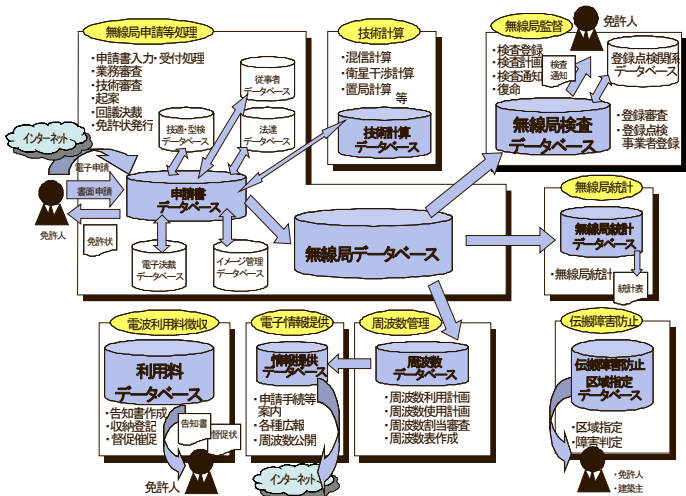 無線局申請等処理
・申請書入力・受付処理
・業務審査
・技術審査
・起案
・回議決裁
・免許状発行
従事者
データベース
技適・型検
データベース
法達
データベース
インターネット
電子申請
書面申請
免許人
免許状
申請書
データベース
電子決裁
データベース
イメージ管理
データベース
無線局データベース
技術計算
・混信計算
・衛星干渉計算
・置局計算
等
技術計算
データベース
無線局監督
免許人
・検査登録
・検査計画
・検査通知
・復命
検査
通知
登録点検関係
データベース
無線局検査
データベース
・登録審査
・登録点検
事業者登録
無線局統計
無線局統計
データベース
・無線局統計
統計表
電波利用料徴収
利用料
データベース
・告知書作成
・収納登記
・督促催促
告知書
督促状
免許人
電子情報提供
情報提供
データベース
・申請手続等
案内
・各種広報
・周波数公開
インターネット
周波数管理
周波数
データベース
・周波数利用計画
・周波数使用計画
・周波数割当審査
・周波数表作成
伝搬障害防止
伝搬障害防止
区域指定
データベース
・区域指定
・障害判定
・免許人
・建築主